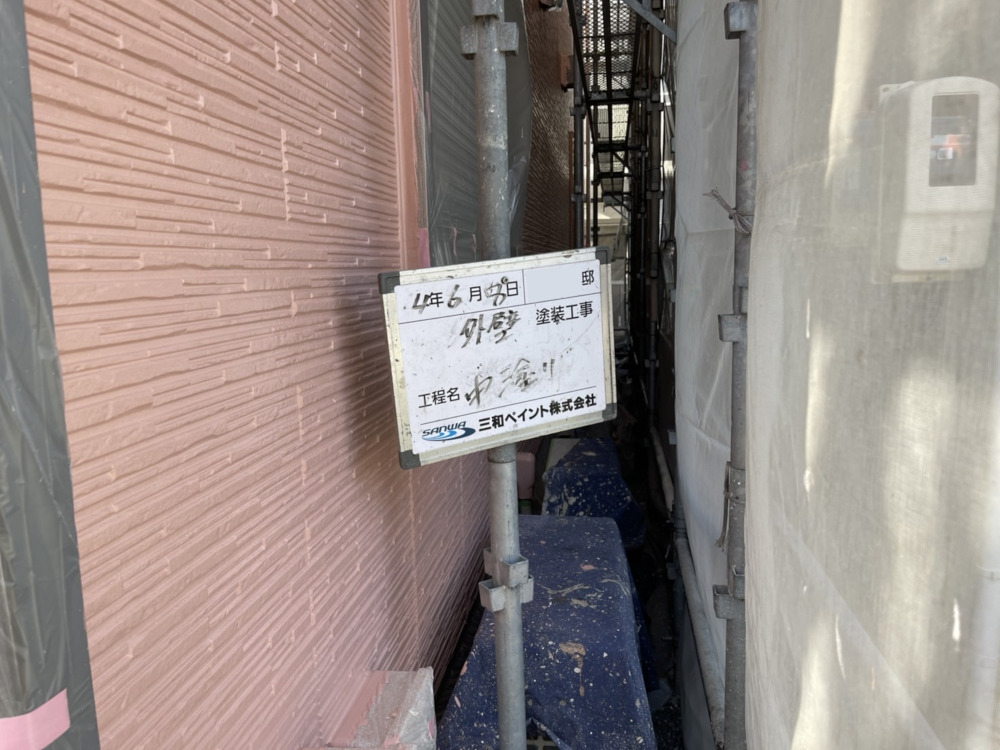 4年6月8日 邸
外壁 塗装工事
工程名 中塗り
SANWA 三和ペイント株式会社